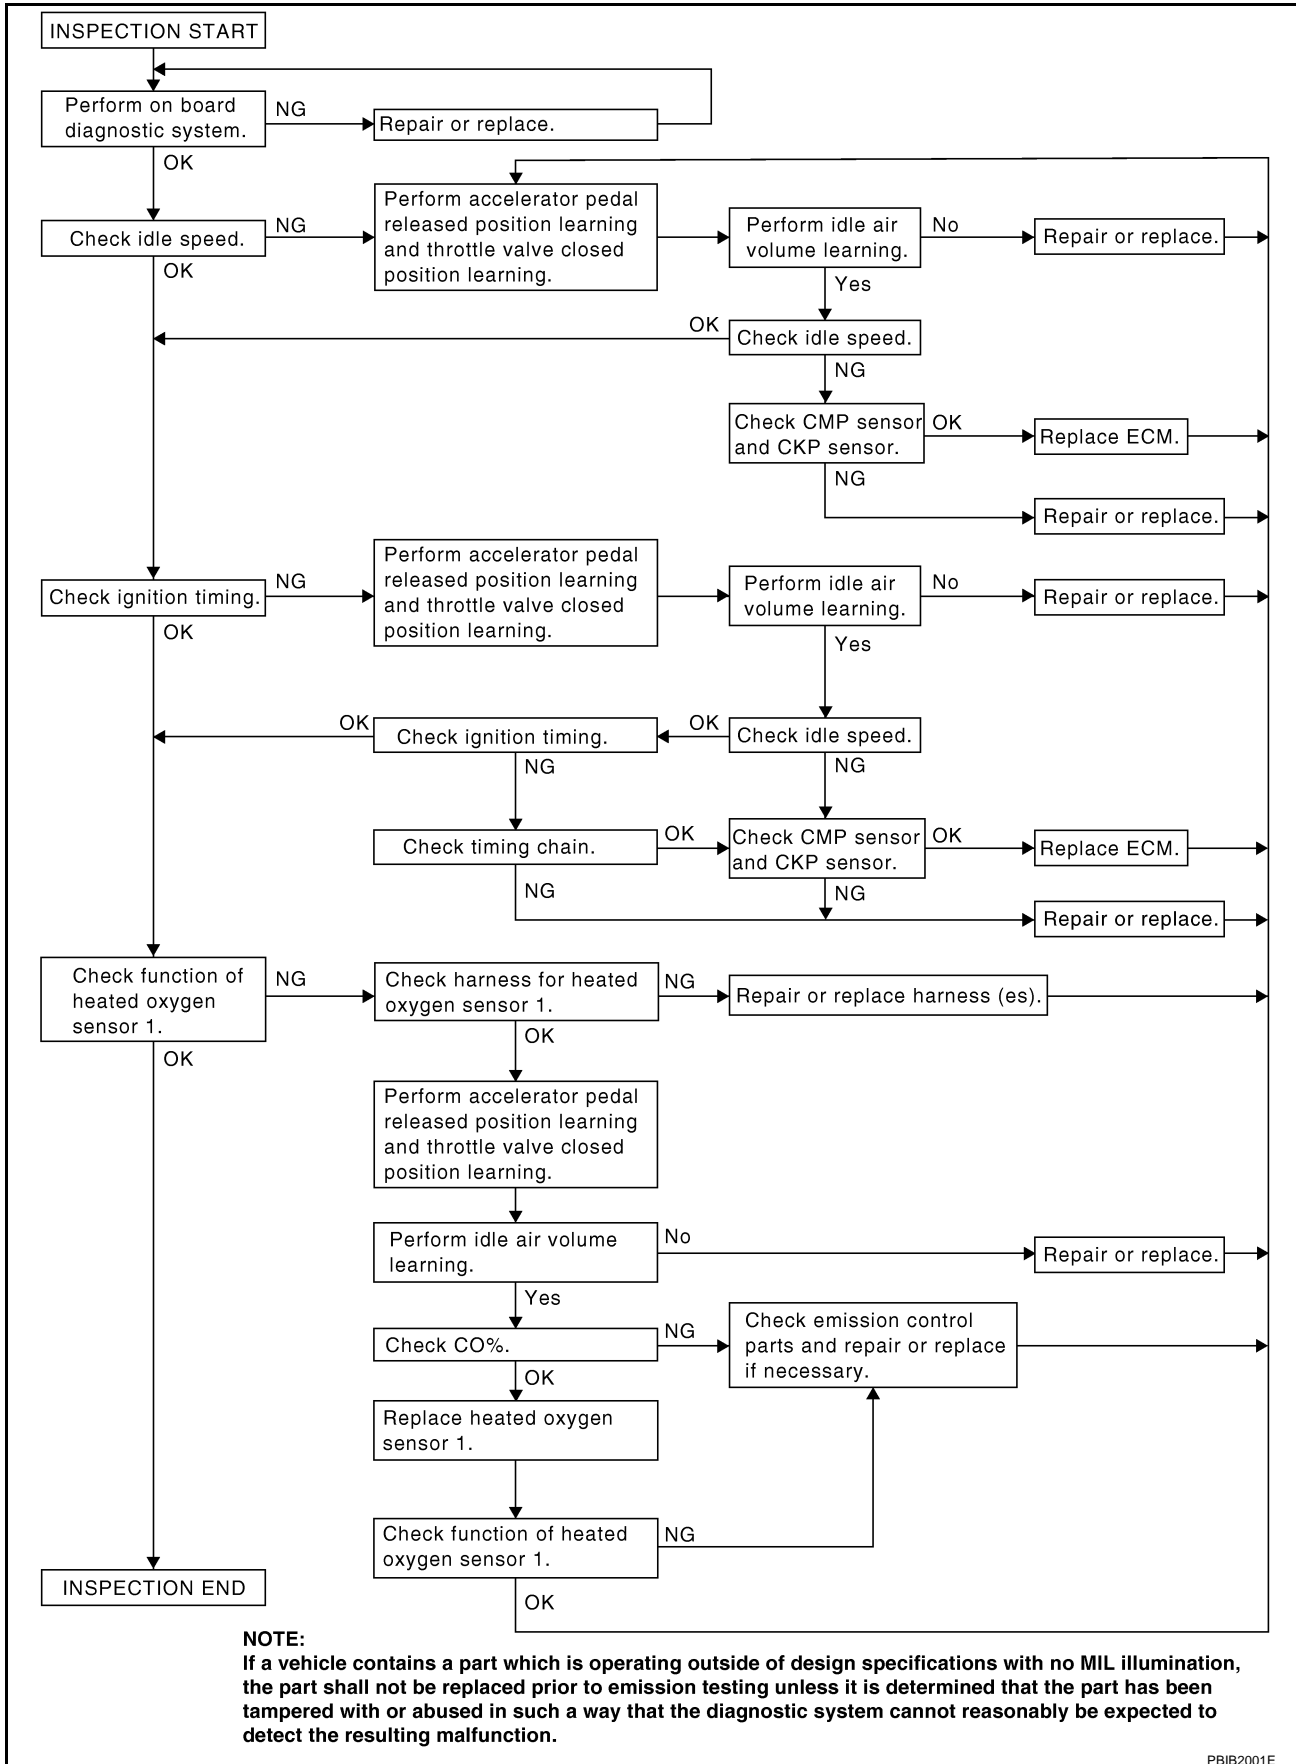 INSPECTION START
Perform on board
diagnostic system.
NG
Repair or replace.
OK
Check idle speed.
NG
Perform accelerator pedal
released position learning
and throttle valve closed
position learning.
Perform idle air
volume learning.
No
Repair or replace.
OK
Yes
OK
Check idle speed.
NG
Check CMP sensor
and CKP sensor.
OK
Replace ECM.
NG
Repair or replace.
Check ignition timing.
NG
Perform accelerator pedal
released position learning
and throttle valve closed
position learning.
Perform idle air
volume learning.
No
Repair or replace.
OK
Yes
OK
Check ignition timing.
OK
Check idle speed.
NG
NG
Check timing chain.
OK
Check CMP sensor
and CKP sensor.
OK
Replace ECM.
NG
NG
Repair or replace.
Check function of
heated oxygen
sensor 1.
NG
Check harness for heated
oxygen sensor 1.
NG
Repair or replace harness (es).
OK
OK
Perform accelerator pedal
released position learning
and throttle valve closed
position learning.
Perform idle air volume
learning.
No
Repair or replace.
Yes
Check CO%.
NG
Check emission control
parts and repair or replace
if necessary.
OK
Replace heated oxygen
sensor 1.
Check function of heated
oxygen sensor 1.
NG
INSPECTION END
OK
NOTE:
If a vehicle contains a part which is operating outside of design specifications with no MIL illumination,
the part shall not be replaced prior to emission testing unless it is determined that the part has been
tampered with or abused in such a way that the diagnostic system cannot reasonably be expected to
detect the resulting malfunction.
PBIB2001E